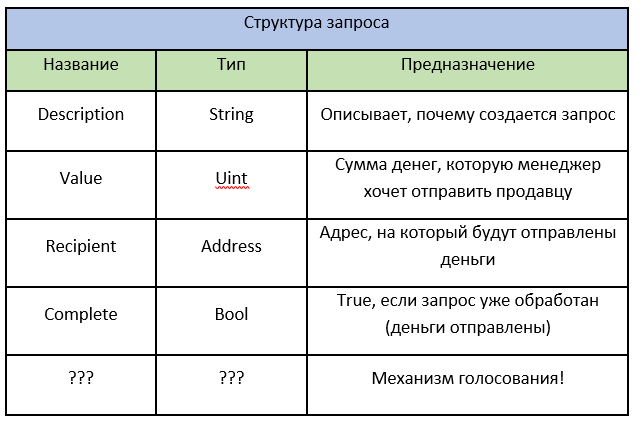 Структура запроса
Название Тип Предназначение
Description String Описывает, почему создается запрос
Value Uint Сумма денег, которую менеджер
хочет отправить продавцу
Recipient Address Адрес, на который будут отправлены
деньги
Complete Bool True, если запрос уже обработан
(деньги отправлены)
??? ??? Механизм голосования!